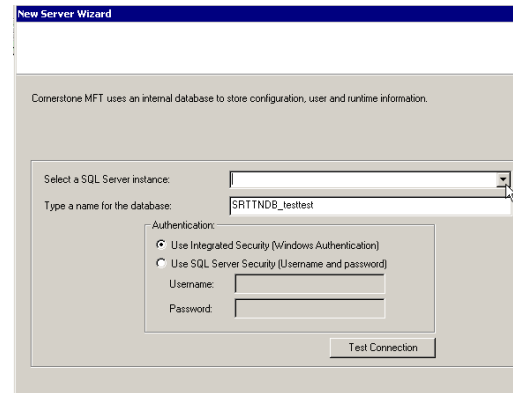 New Server Wizard
Cornerstone MFT uses an internal database to store configuration, user and runtime information.
Select a SQL Server instance:
Type a name for the database: SRTTNDB_testtest
Authentication:
Use Integrated Security (Windows Authentication)
Use SQL Server Security (Username and password)
Username:
Password:
Test Connection